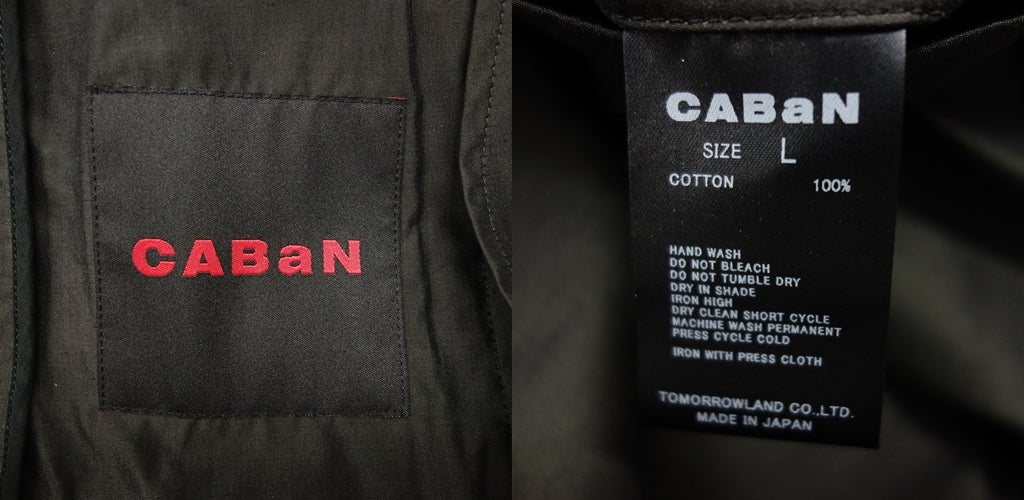 CABaN
CABaN
SIZE L
COTTON 100%
HAND WASH
DO NOT BLEACH
DO NOT TUMBLE DRY
DRY IN SHADE
IRON HIGH
DRY CLEAN SHORT CYCLE
MACHINE WASH PERMANENT
PRESS CYCLE COLD
IRON WITH PRESS CLOTH
TOMORROWLAND CO.,LTD.
MADE IN JAPAN